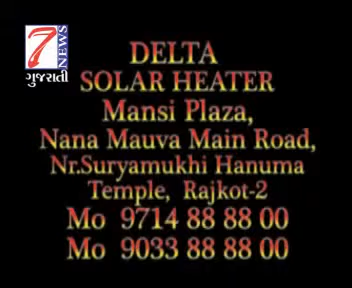 7
NEWS
ગુજરાતી
DELTA
SOLAR HEATER
Mansi Plaza,
Nana Mauva Main Road,
Nr.Suryamukhi Hanuma
Temple, Rajkot-2
Mo 9714 88 88 00
Mo 9033 88 88 00